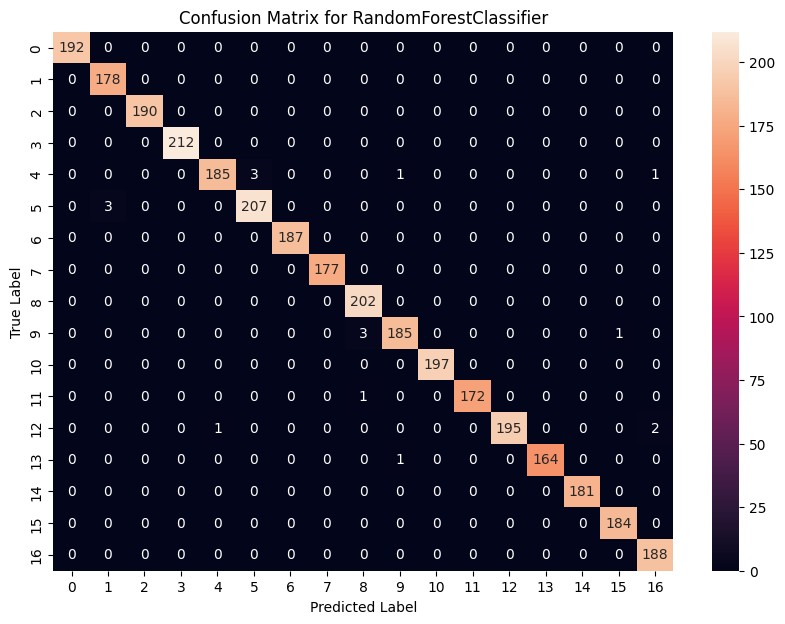 Confusion Matrix for RandomForestClassifier
0 192 0 0 0 0 0 0 0 0 0 0 0 0 0 0 0 0
1 0 178 0 0 0 0 0 0 0 0 0 0 0 0 0 0 0
2 0 0 190 0 0 0 0 0 0 0 0 0 0 0 0 0 0
3 0 0 0 212 0 0 0 0 0 0 0 0 0 0 0 0 0
4 0 0 0 0 185 3 0 0 0 1 0 0 0 0 0 0 1
5 0 3 0 0 0 207 0 0 0 0 0 0 0 0 0 0 0
6 0 0 0 0 0 0 187 0 0 0 0 0 0 0 0 0 0
7 0 0 0 0 0 0 0 177 0 0 0 0 0 0 0 0 0
8 0 0 0 0 0 0 0 0 202 0 0 0 0 0 0 0 0
9 0 0 0 0 0 0 0 0 3 185 0 0 0 0 0 1 0
10 0 0 0 0 0 0 0 0 0 0 197 0 0 0 0 0 0
11 0 0 0 0 0 0 0 0 1 0 0 172 0 0 0 0 0
12 0 0 0 0 1 0 0 0 0 0 0 0 195 0 0 0 2
13 0 0 0 0 0 0 0 0 0 1 0 0 0 164 0 0 0
14 0 0 0 0 0 0 0 0 0 0 0 0 0 0 181 0 0
15 0 0 0 0 0 0 0 0 0 0 0 0 0 0 0 184 0
16 0 0 0 0 0 0 0 0 0 0 0 0 0 0 0 0 188
0 1 2 3 4 5 6 7 8 9 10 11 12 13 14 15 16
Predicted Label
True Label
200
175
150
125
100
75
50
25
0